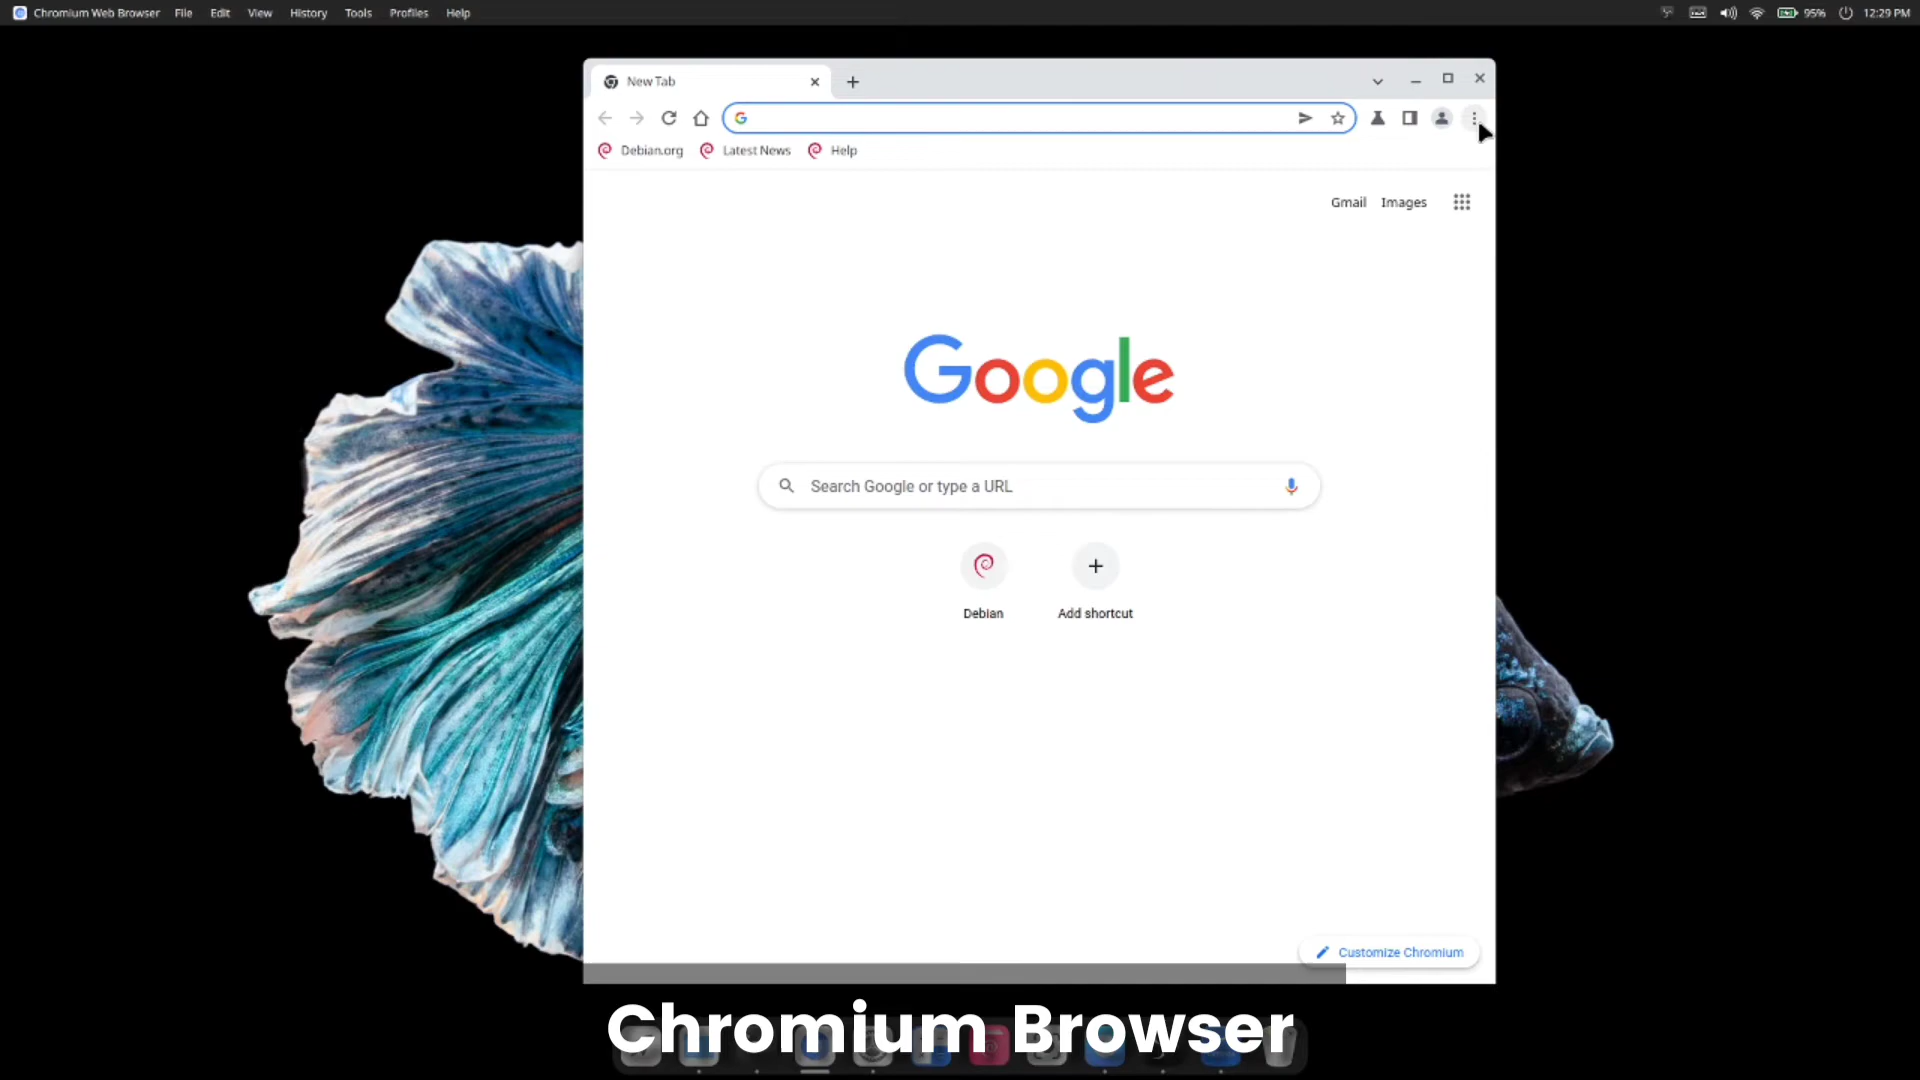 Chromium Web Browser File Edit View History Tools Profiles Help 95% 12:29 PM
New Tab
Debian.org Latest News Help
Gmail Images
Google
Search Google or type a URL
Debian Add shortcut
Customize Chromium
Chromium Browser